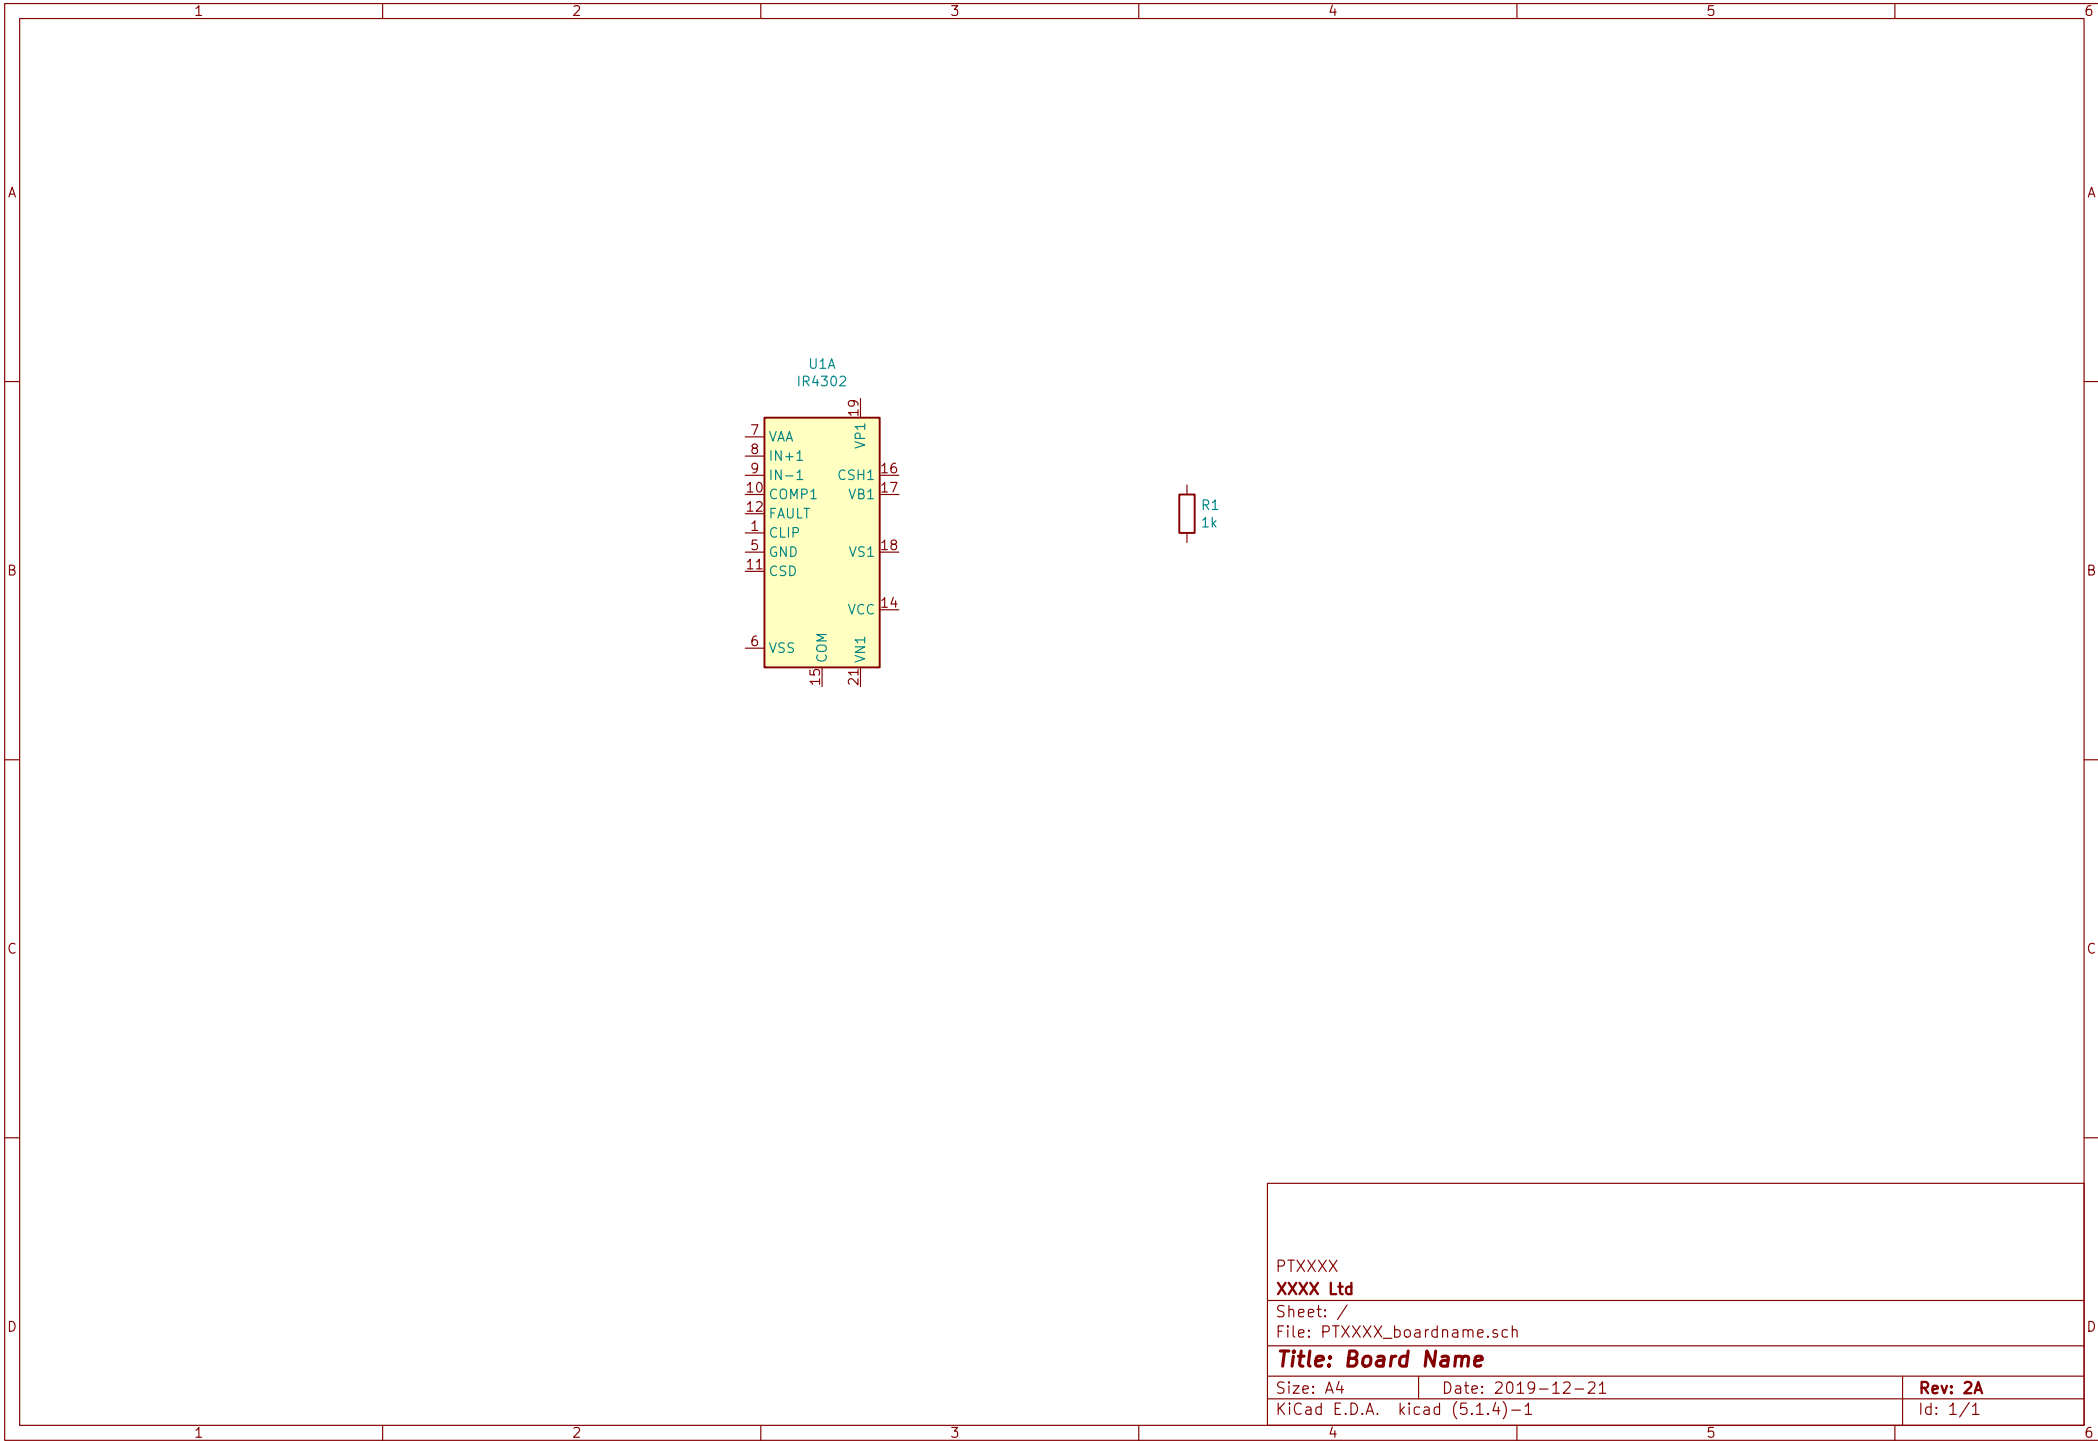 1 2 3 4 5 6
A A
U1A
IR4302
19
VP1
7 VAA
8 IN+1
9 IN-1 CSH1 16
10 COMP1 VB1 17
12 FAULT
1 CLIP
5 GND VS1 18
11 CSD
VCC 14
6 VSS
COM VN1
15 21
R1
1k
B B
C C
PTXXXX
XXXX Ltd
Sheet: /
File: PTXXXX_boardname.sch
D D
Title: Board Name
Size: A4 Date: 2019-12-21 Rev: 2A
KiCad E.D.A. kicad (5.1.4)-1 Id: 1/1
1 2 3 4 5 6